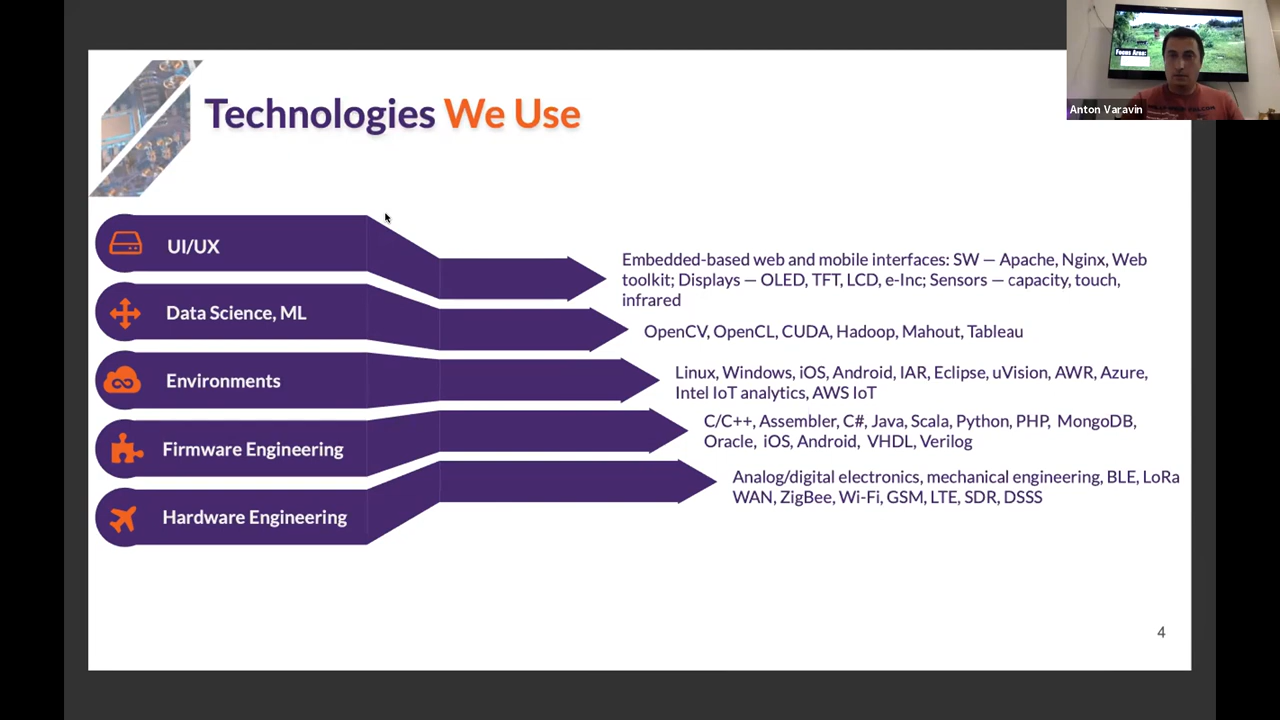 Technologies We Use
UI/UX
Embedded-based web and mobile interfaces: SW — Apache, Nginx, Web
toolkit; Displays — OLED, TFT, LCD, e-Inc; Sensors — capacity, touch,
infrared
Data Science, ML
OpenCV, OpenCL, CUDA, Hadoop, Mahout, Tableau
Environments
Linux, Windows, iOS, Android, IAR, Eclipse, uVision, AWR, Azure,
Intel IoT analytics, AWS IoT
Firmware Engineering
C/C++, Assembler, C#, Java, Scala, Python, PHP, MongoDB,
Oracle, iOS, Android, VHDL, Verilog
Hardware Engineering
Analog/digital electronics, mechanical engineering, BLE, LoRa
WAN, ZigBee, Wi-Fi, GSM, LTE, SDR, DSSS
4
Focus Area:
Anton Varavin